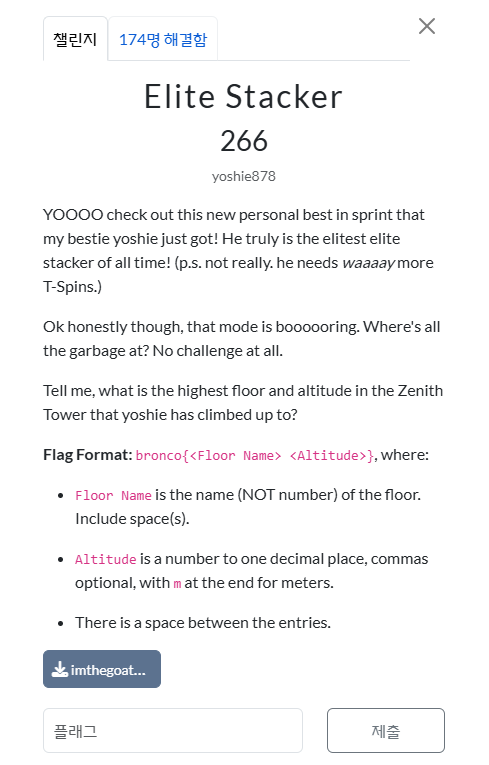 챌린지
174명 해결함
Elite Stacker
266
yoshie878
YOOOO check out this new personal best in sprint that
my bestie yoshie just got! He truly is the elitest elite
stacker of all time! (p.s. not really. he needs waaaay more
T-Spins.)
Ok honestly though, that mode is boooooring. Where's all
the garbage at? No challenge at all.
Tell me, what is the highest floor and altitude in the Zenith
Tower that yoshie has climbed up to?
Flag Format: bronco{<Floor Name> <Altitude>}, where:
Floor Name is the name (NOT number) of the floor.
Include space(s).
Altitude is a number to one decimal place, commas
optional, with m at the end for meters.
There is a space between the entries.
imthegoat...
플래그
제출